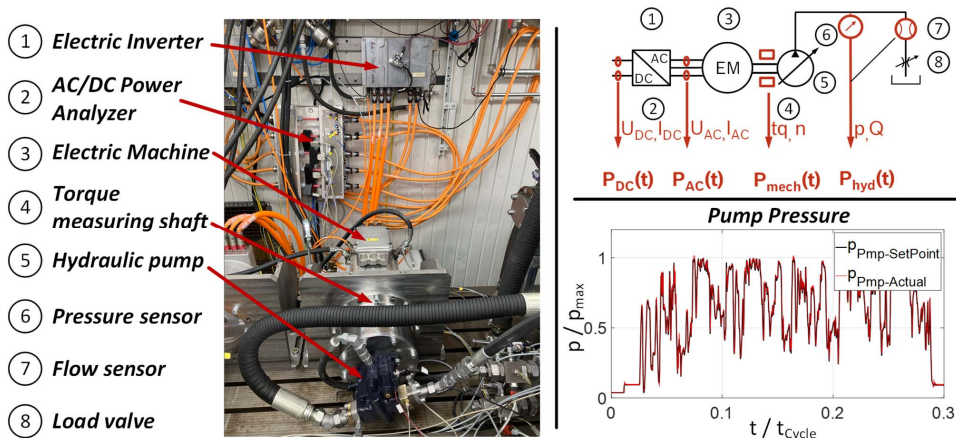 1 Electric Inverter
2 AC/DC Power
Analyzer
3 Electric Machine
4 Torque
measuring shaft
5 Hydraulic pump
6 Pressure sensor
7 Flow sensor
8 Load valve
1
3
6
7
AC
DC
EM
8
2
4
5
U_DC, I_DC
U_AC, I_AC
tq, n
p, Q
P_DC(t)
P_AC(t)
P_mech(t)
P_hyd(t)
Pump Pressure
p_Pmp-SetPoint
p_Pmp-Actual
p / p_max
1
0.5
0
0
0.1
0.2
0.3
t / t_Cycle